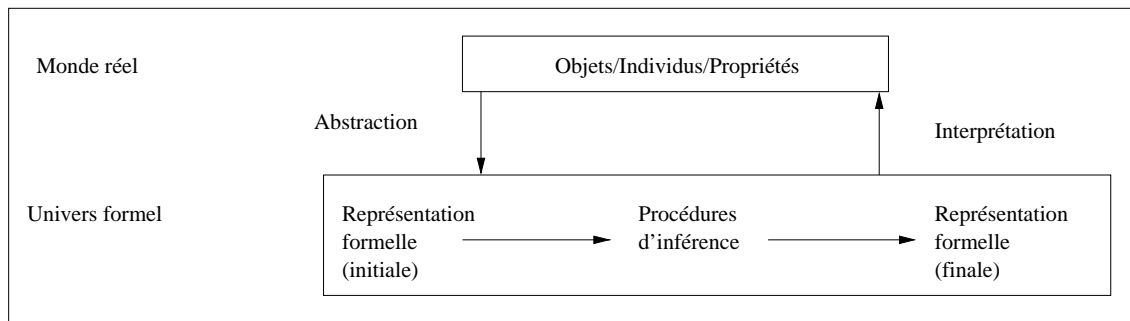 Monde réel
Objets/Individus/Propriétés
Abstraction
Interprétation
Univers formel
Représentation
formelle
(initiale)
Procédures
d'inférence
Représentation
formelle
(finale)